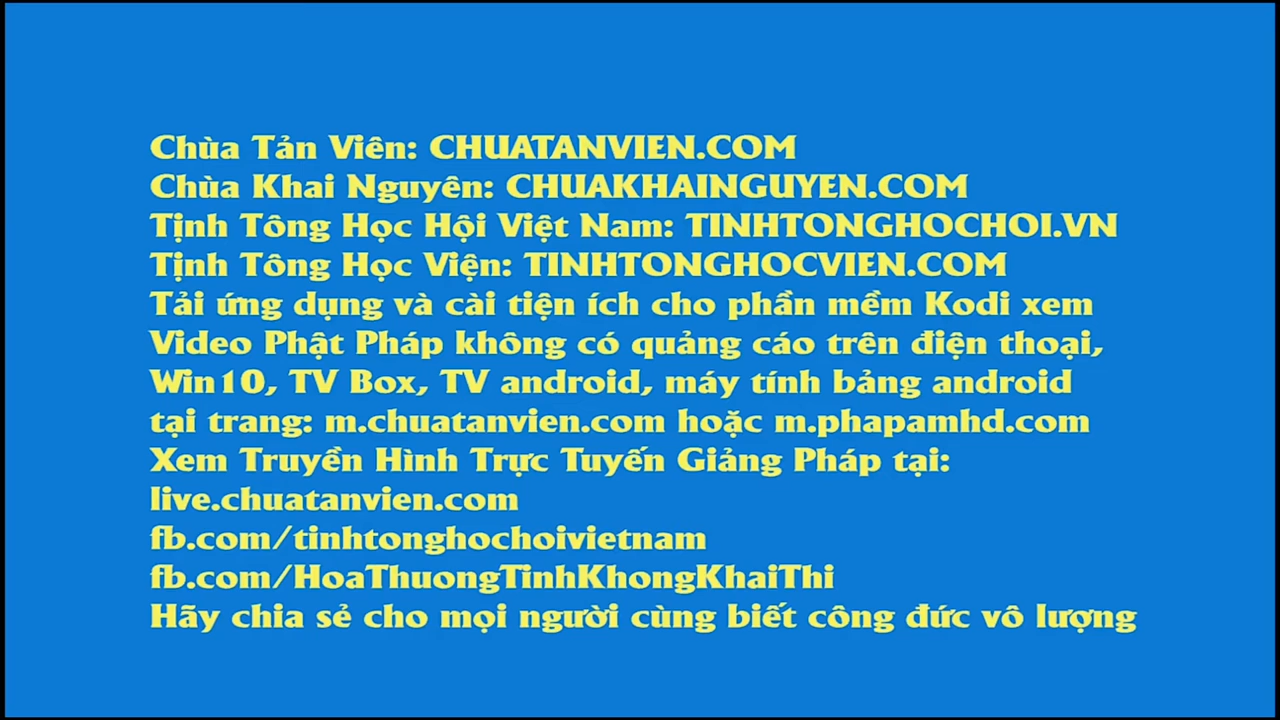 Chùa Tản Viên: CHUATANVIEN.COM
Chùa Khai Nguyên: CHUAKHAINGUYEN.COM
Tịnh Tông Học Hội Việt Nam: TINHTONGHOCHOI.VN
Tịnh Tông Học Viện: TINHTONGHOCVIEN.COM
Tải ứng dụng và cài tiện ích cho phần mềm Kodi xem
Video Phật Pháp không có quảng cáo trên điện thoại,
Win10, TV Box, TV android, máy tính bảng android
tại trang: m.chuatanvien.com hoặc m.phapamhd.com
Xem Truyền Hình Trực Tuyến Giảng Pháp tại:
live.chuatanvien.com
fb.com/tinhtonghochoivietnam
fb.com/HoaThuongTinhKhongKhaiThi
Hãy chia sẻ cho mọi người cùng biết công đức vô lượng